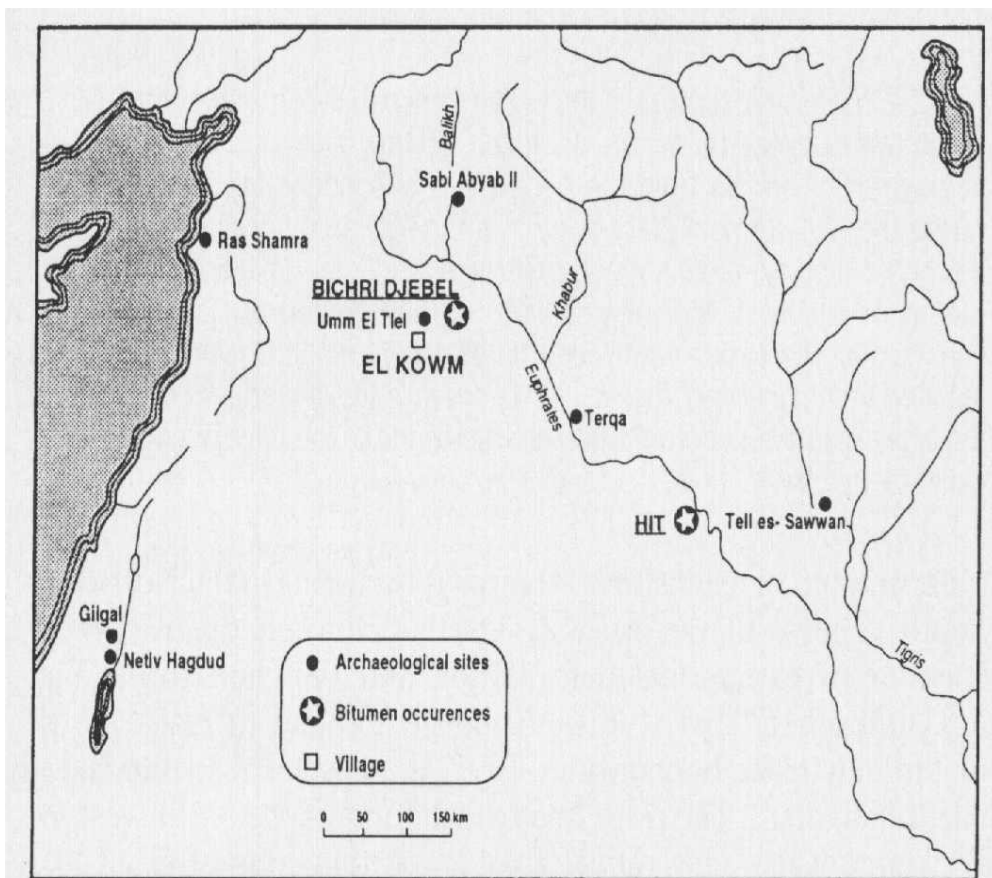 Balikh
Sabi Abyab II
Ras Shamra
Khabur
BICHRI DJEBEL
Umm El Tlel
EL KOWM
Euphrates
Terqa
HIT
Tell es- Sawwan
Gilgal
Netiv Hagdud
Tigris
Archaeological sites
Bitumen occurences
Village
0 50 100 150 km